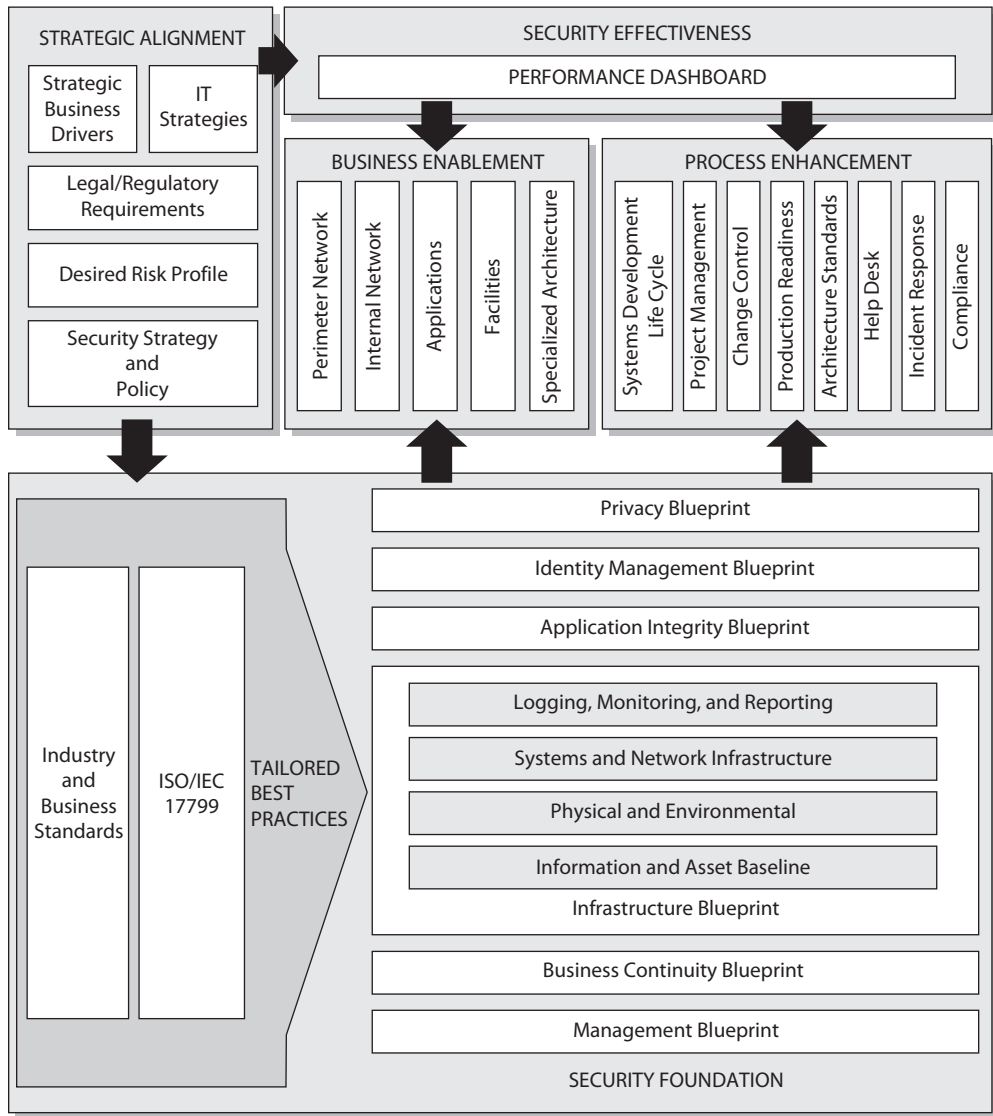 STRATEGIC ALIGNMENT
Strategic
Business
Drivers
IT
Strategies
Legal/Regulatory
Requirements
Desired Risk Profile
Security Strategy
and
Policy
SECURITY EFFECTIVENESS
PERFORMANCE DASHBOARD
BUSINESS ENABLEMENT
Perimeter Network
Internal Network
Applications
Facilities
Specialized Architecture
PROCESS ENHANCEMENT
Systems Development
Life Cycle
Project Management
Change Control
Production Readiness
Architecture Standards
Help Desk
Incident Response
Compliance
Industry
and
Business
Standards
ISO/IEC
17799
TAILORED
BEST
PRACTICES
Privacy Blueprint
Identity Management Blueprint
Application Integrity Blueprint
Logging, Monitoring, and Reporting
Systems and Network Infrastructure
Physical and Environmental
Information and Asset Baseline
Infrastructure Blueprint
Business Continuity Blueprint
Management Blueprint
SECURITY FOUNDATION